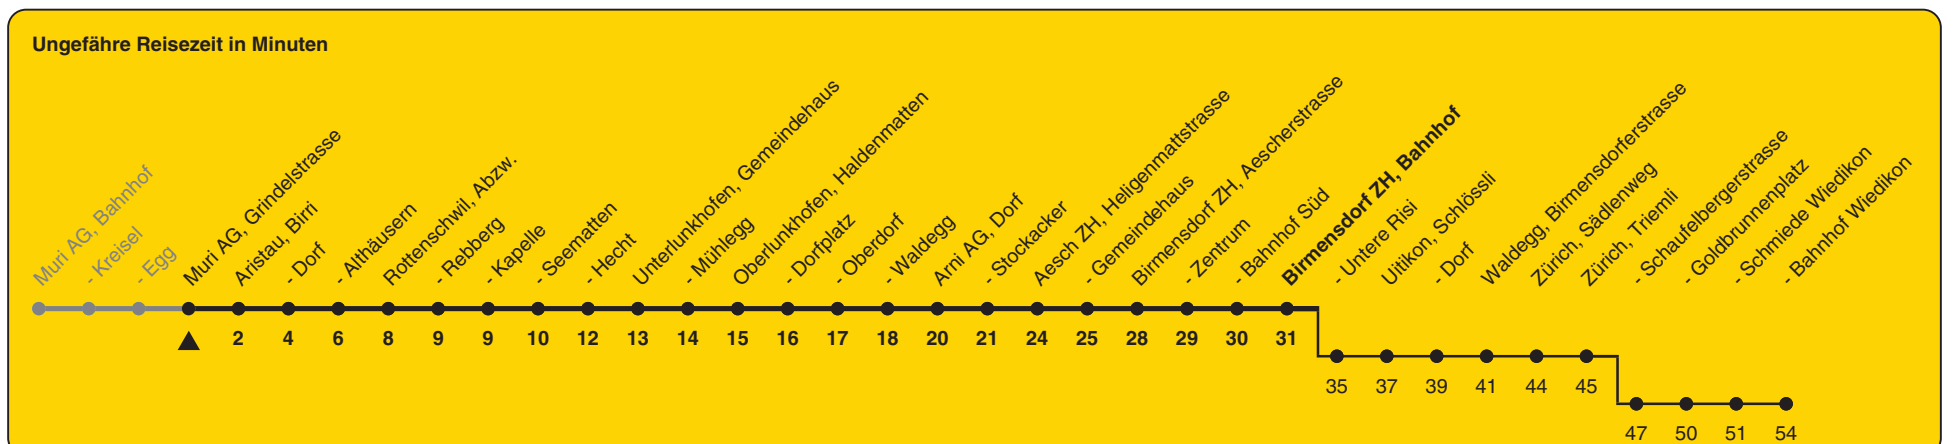 Ungefähre Reisezeit in Minuten
Muri AG, Bahnhof
- Kreisel
- Egg
Muri AG, Grindelstrasse
Aristau, Birri
- Dorf
- Althäusern
Rottenschwil, Abzw.
- Rebberg
- Kapelle
- Seematten
- Hecht
Unterlunkhofen, Gemeindehaus
- Mühlegg
Oberlunkhofen, Haldenmatten
- Dorfplatz
- Oberdorf
- Waldegg
Arni AG, Dorf
- Stockacker
Aesch ZH, Heligenmattstrasse
- Gemeindehaus
Birmensdorf ZH, Aescherstrasse
- Zentrum
- Bahnhof Süd
Birmensdorf ZH, Bahnhof
- Untere Risi
Uitikon, Schlössli
- Dorf
Waldegg, Birmensdorferstrasse
Zürich, Sädlenweg
Zürich, Triemli
- Schaufelbergerstrasse
- Goldbrunnenplatz
- Schmiede Wiedikon
- Bahnhof Wiedikon
2 4 6 8 9 9 10 12 13 14 15 16 17 18 20 21 24 25 28 29 30 31
35 37 39 41 44 45
47 50 51 54